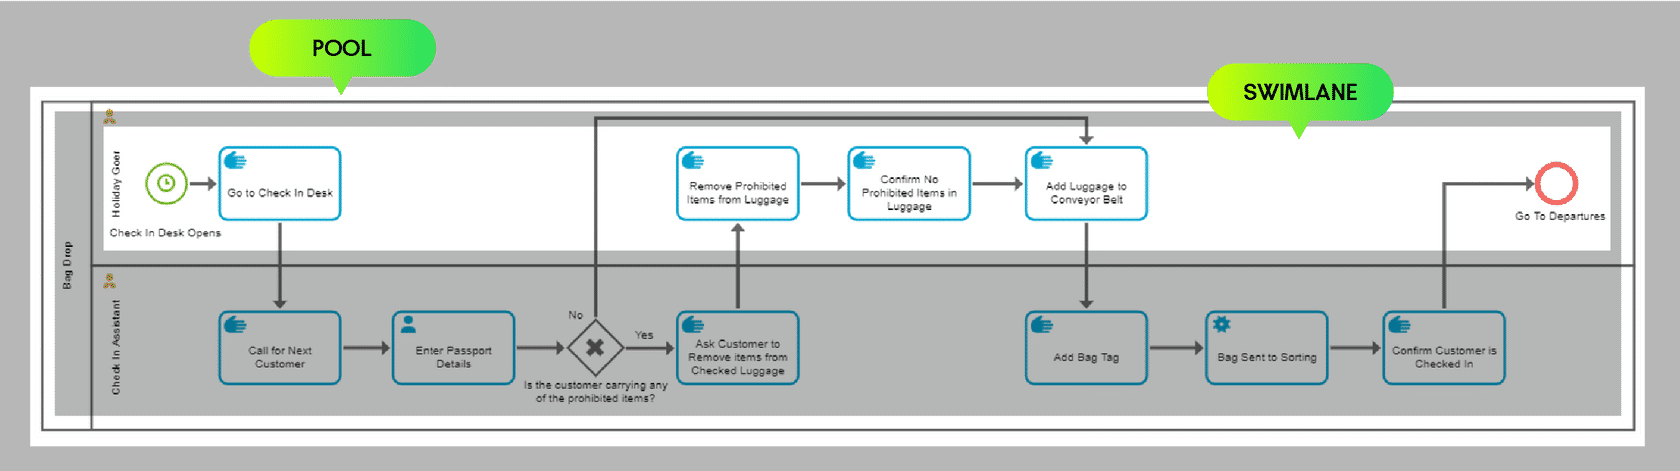 POOL
SWIMLANE
Bag Drop
Holiday Goer
Check In Desk Opens
Go to Check In Desk
Remove Prohibited
Items from Luggage
Confirm No
Prohibited Items in
Luggage
Add Luggage to
Conveyor Belt
Go To Departures
Check In Assistant
Call for Next
Customer
Enter Passport
Details
No
Yes
Is the customer carrying any
of the prohibited items?
Ask Customer to
Remove items from
Checked Luggage
Add Bag Tag
Bag Sent to Sorting
Confirm Customer is
Checked In